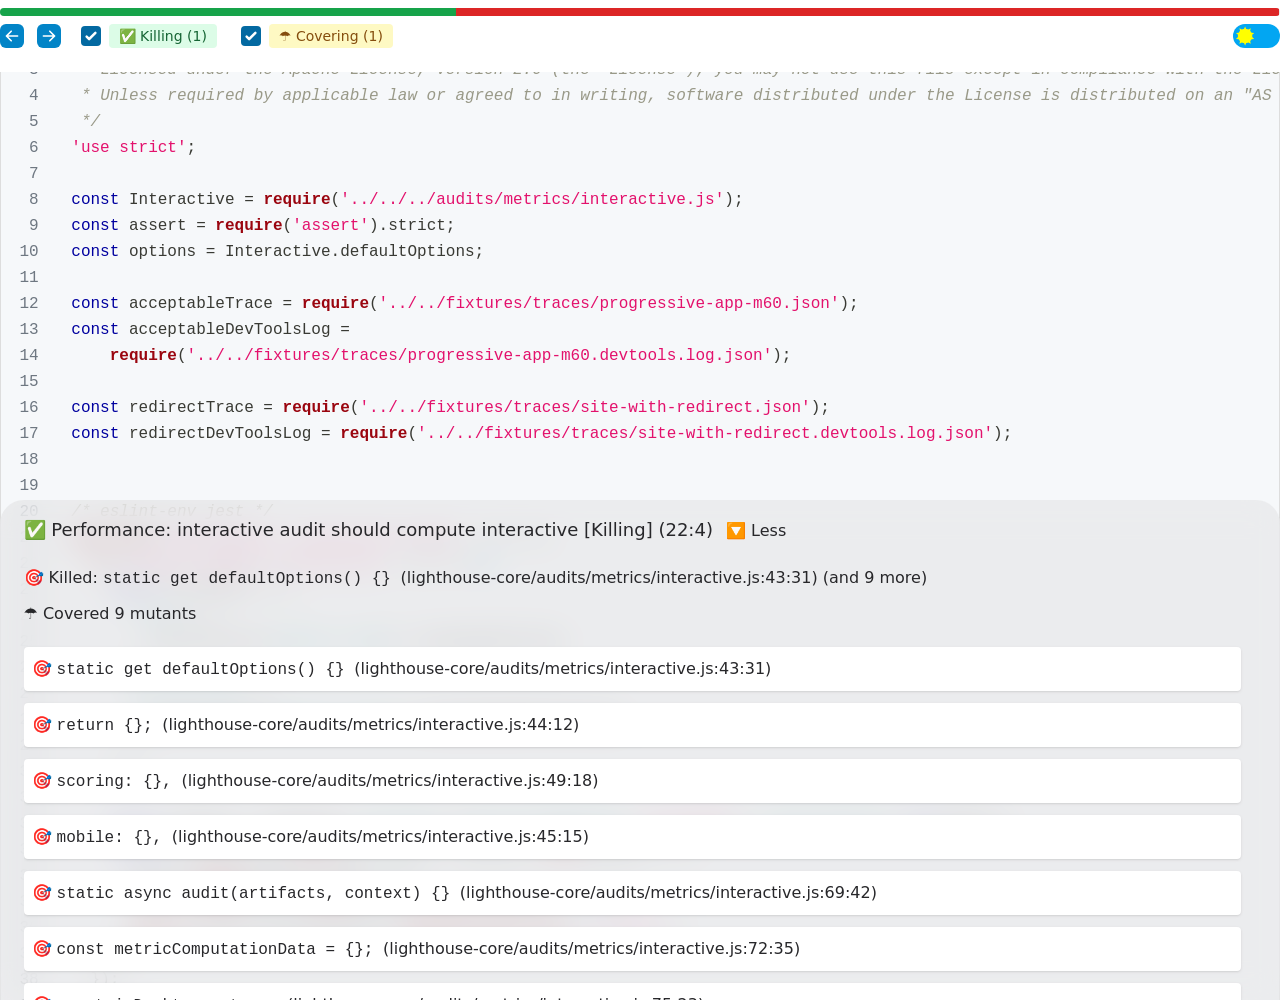 ✅ Killing (1) ☂ Covering (1)
4 * Unless required by applicable law or agreed to in writing, software distributed under the License is distributed on an "AS
5 */
6 'use strict';
7
8 const Interactive = require('../../../audits/metrics/interactive.js');
9 const assert = require('assert').strict;
10 const options = Interactive.defaultOptions;
11
12 const acceptableTrace = require('../../fixtures/traces/progressive-app-m60.json');
13 const acceptableDevToolsLog =
14 require('../../fixtures/traces/progressive-app-m60.devtools.log.json');
15
16 const redirectTrace = require('../../fixtures/traces/site-with-redirect.json');
17 const redirectDevToolsLog = require('../../fixtures/traces/site-with-redirect.devtools.log.json');
18
19
20 /* eslint-env jest */
✅ Performance: interactive audit should compute interactive [Killing] (22:4) 🔽 Less
🎯 Killed: static get defaultOptions() {} (lighthouse-core/audits/metrics/interactive.js:43:31) (and 9 more)
☂ Covered 9 mutants
🎯 static get defaultOptions() {} (lighthouse-core/audits/metrics/interactive.js:43:31)
🎯 return {}; (lighthouse-core/audits/metrics/interactive.js:44:12)
🎯 scoring: {}, (lighthouse-core/audits/metrics/interactive.js:49:18)
🎯 mobile: {}, (lighthouse-core/audits/metrics/interactive.js:45:15)
🎯 static async audit(artifacts, context) {} (lighthouse-core/audits/metrics/interactive.js:69:42)
🎯 const metricComputationData = {}; (lighthouse-core/audits/metrics/interactive.js:72:35)